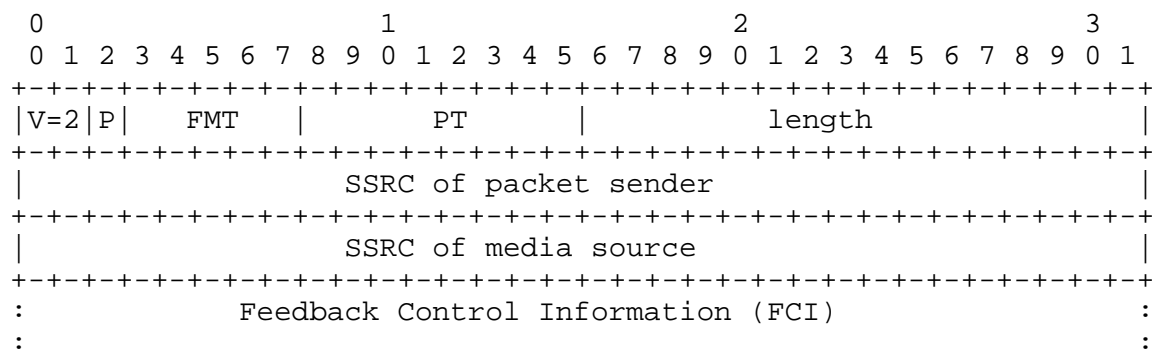 0                   1                   2                   3
 0 1 2 3 4 5 6 7 8 9 0 1 2 3 4 5 6 7 8 9 0 1 2 3 4 5 6 7 8 9 0 1
+-+-+-+-+-+-+-+-+-+-+-+-+-+-+-+-+-+-+-+-+-+-+-+-+-+-+-+-+-+-+-+-+
|V=2|P|   FMT   |       PT      |          length               |
+-+-+-+-+-+-+-+-+-+-+-+-+-+-+-+-+-+-+-+-+-+-+-+-+-+-+-+-+-+-+-+-+
|                  SSRC of packet sender                        |
+-+-+-+-+-+-+-+-+-+-+-+-+-+-+-+-+-+-+-+-+-+-+-+-+-+-+-+-+-+-+-+-+
|                  SSRC of media source                         |
+-+-+-+-+-+-+-+-+-+-+-+-+-+-+-+-+-+-+-+-+-+-+-+-+-+-+-+-+-+-+-+-+
:            Feedback Control Information (FCI)                 :
:                                                               :